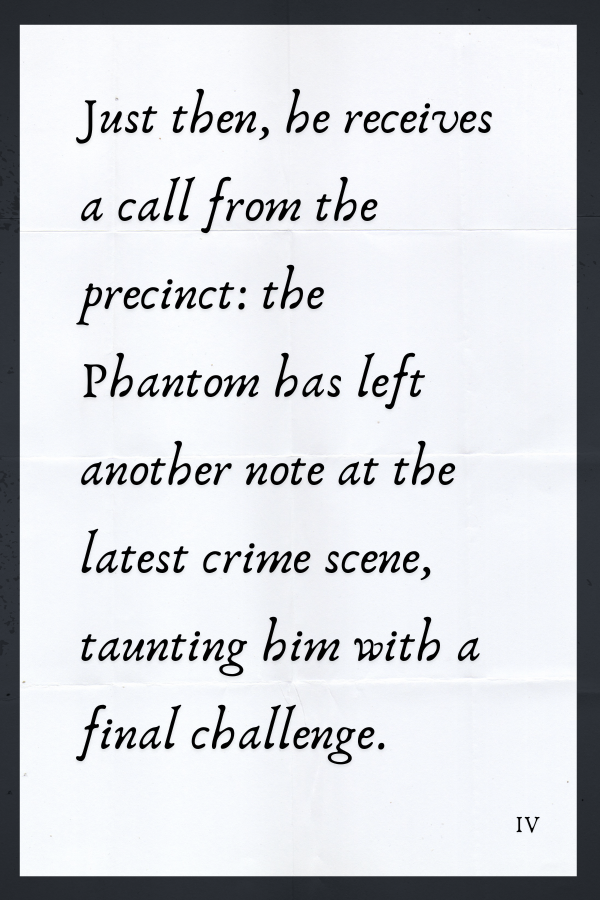 Just then, he receives
a call from the
precinct: the
Phantom has left
another note at the
latest crime scene,
taunting him with a
final challenge.
IV